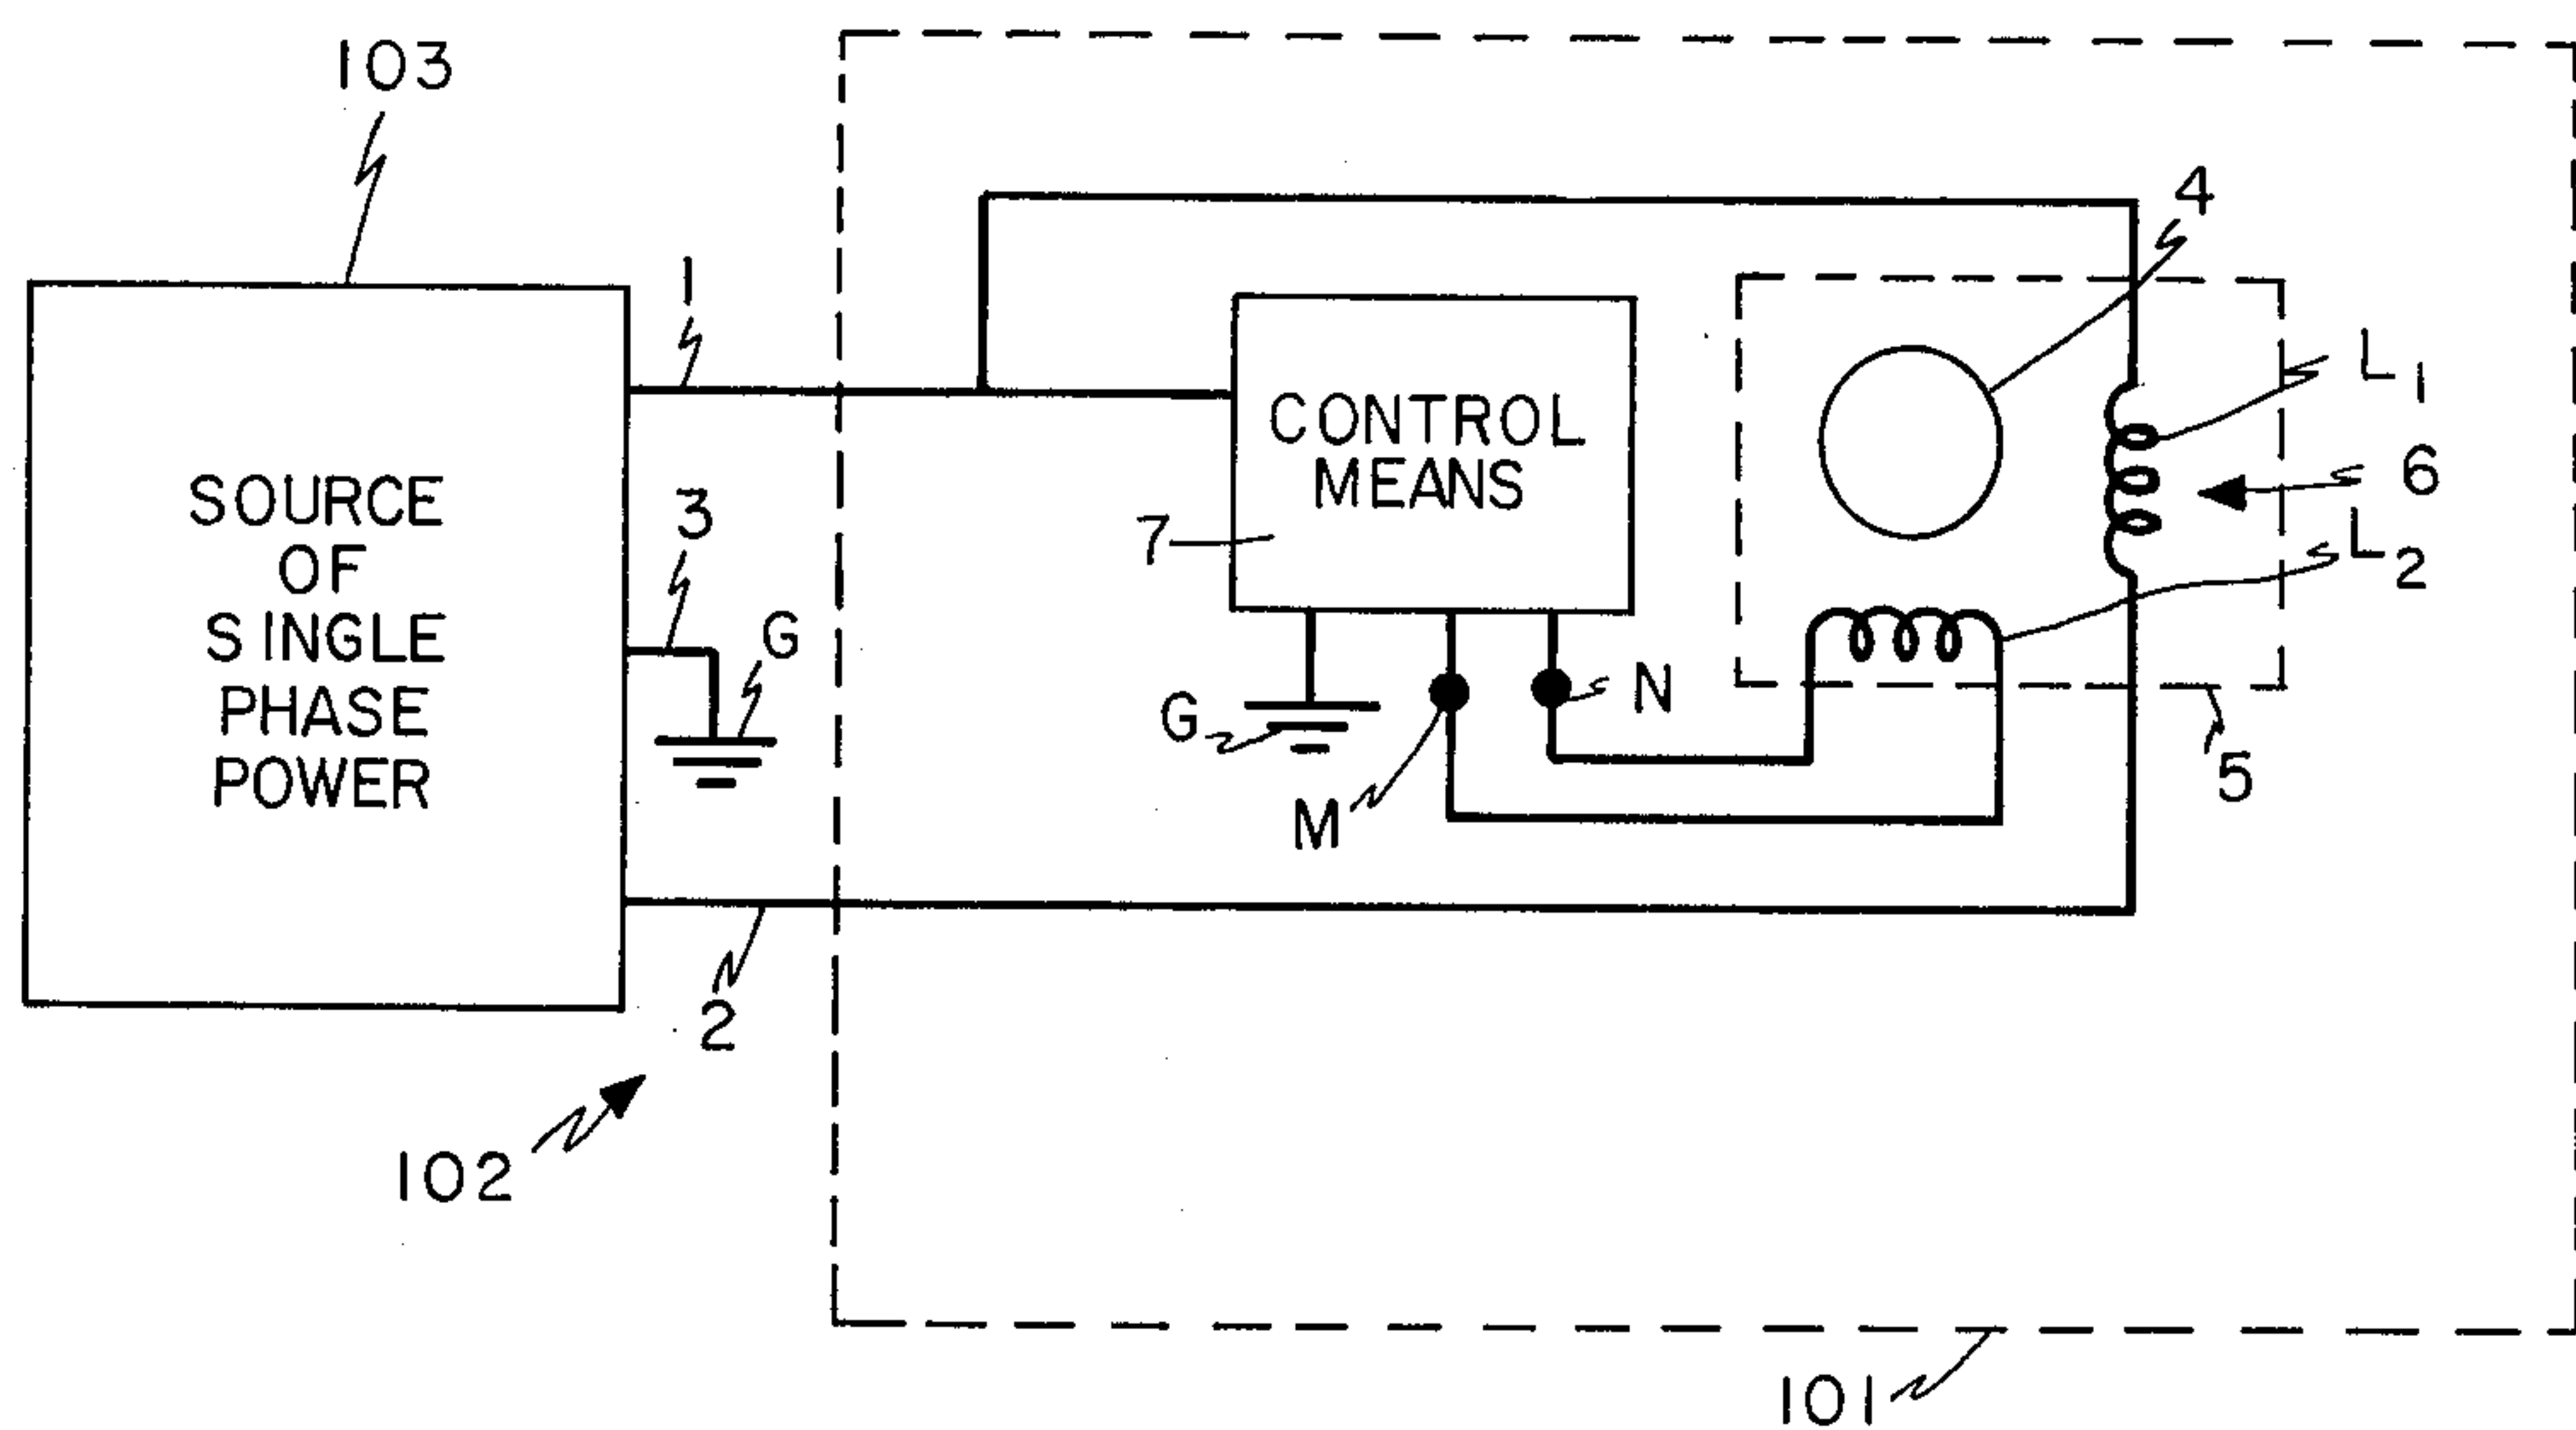 103
1
3
G
2
102
SOURCE
OF
SINGLE
PHASE
POWER
CONTROL
MEANS
7
G
M
N
4
L1
6
L2
5
101